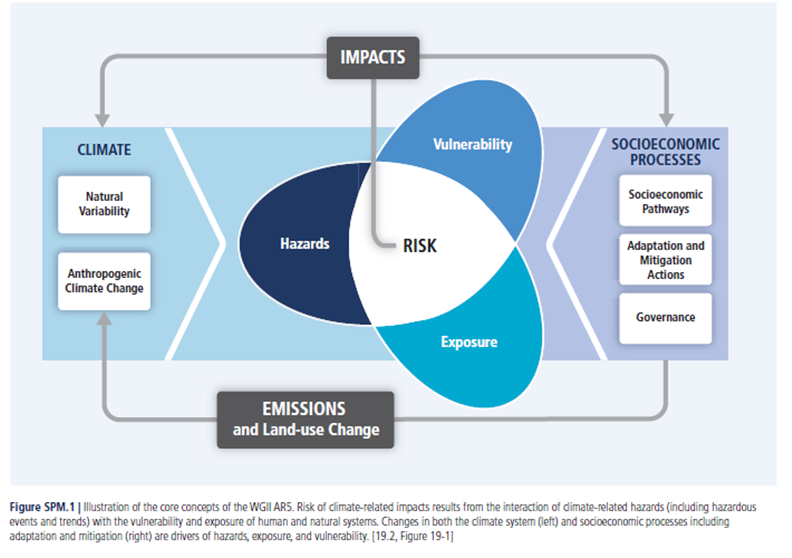 IMPACTS
CLIMATE
Natural
Variability
Anthropogenic
Climate Change
Hazards
Vulnerability
RISK
Exposure
SOCIOECONOMIC
PROCESSES
Socioeconomic
Pathways
Adaptation and
Mitigation
Actions
Governance
EMISSIONS
and Land-use Change
Figure SPM.1 | Illustration of the core concepts of the WGII AR5. Risk of climate-related impacts results from the interaction of climate-related hazards (including hazardous
events and trends) with the vulnerability and exposure of human and natural systems. Changes in both the climate system (left) and socioeconomic processes including
adaptation and mitigation (right) are drivers of hazards, exposure, and vulnerability. [19.2, Figure 19-1]